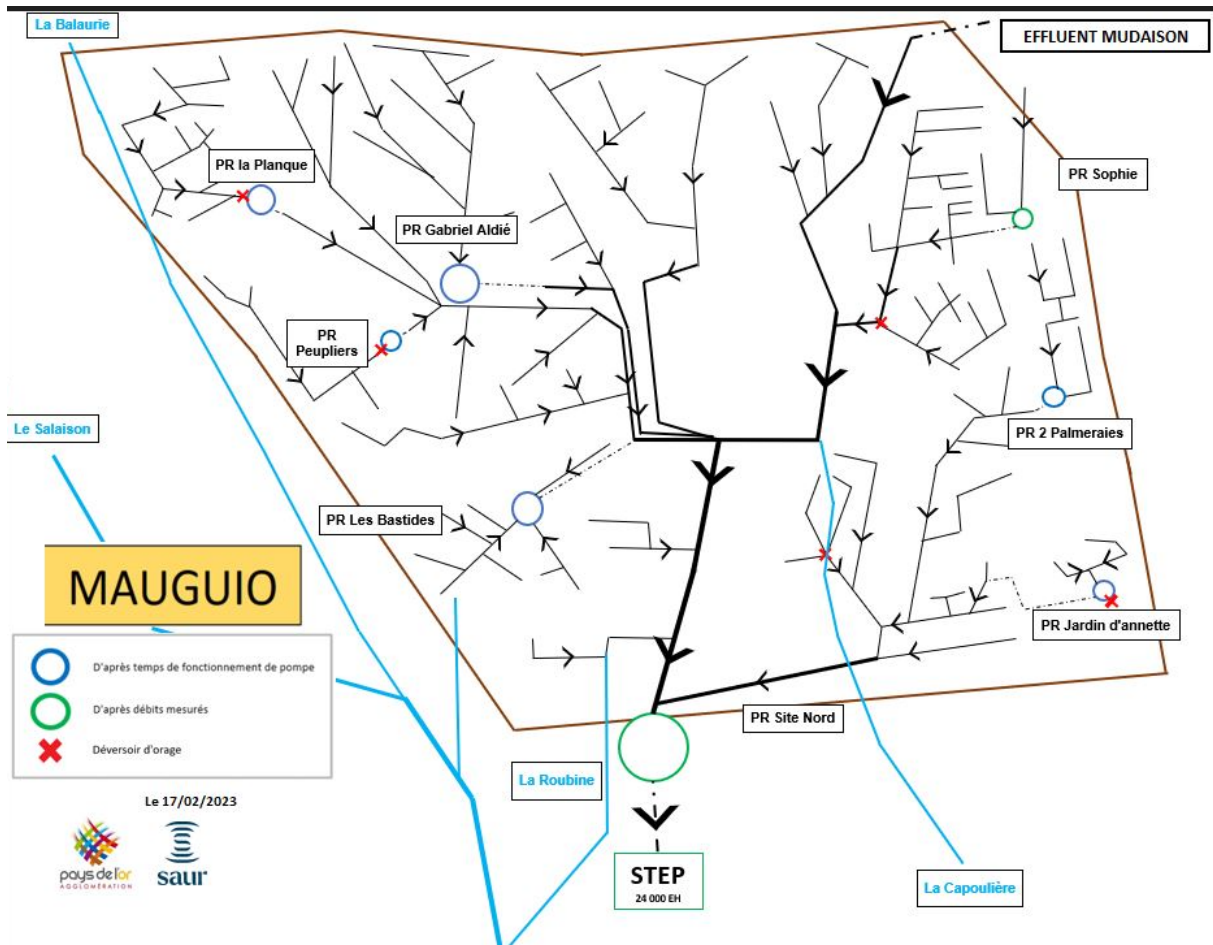 La Balaurie
EFFLUENT MUDAISON
PR la Planque
PR Sophie
PR Gabriel Aldié
PR
Peupliers
Le Salaison
PR 2 Palmeraies
PR Les Bastides
MAUGUIO
PR Jardin d'annette
D'après temps de fonctionnement de pompe
D'après débits mesurés
Déversoir d'orage
PR Site Nord
La Roubine
Le 17/02/2023
pays de l'or
AGGLOMÉRATION
saur
STEP
24 000 EH
La Capoulière